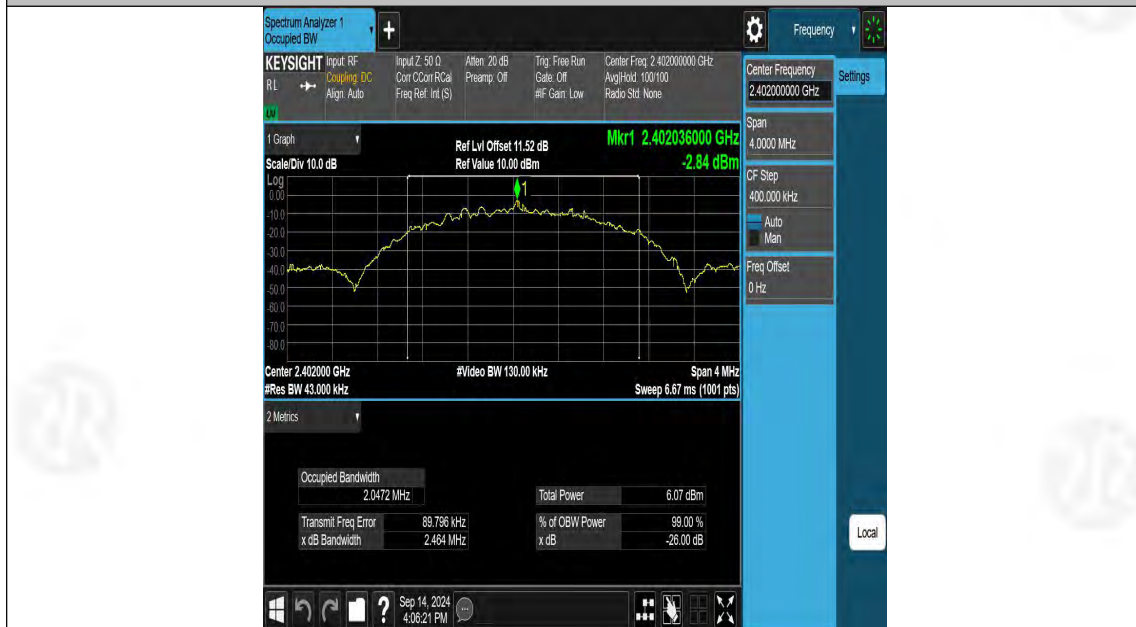 Spectrum Analyzer 1
Occupied BW
+
Frequency
KEYSIGHT
RL
Input: RF
Coupling: DC
Align: Auto
Input Z: 50 Ω
Corr CCorr RCal
Freq Ref: Int (S)
Atten: 20 dB
Preamp: Off
Trig: Free Run
Gate: Off
#IF Gain: Low
Center Freq: 2.402000000 GHz
Avg|Hold: 100/100
Radio Std: None
Center Frequency
2.402000000 GHz
Settings
Span
4.0000 MHz
CF Step
400.000 kHz
Auto
Man
Freq Offset
0 Hz
1 Graph
Scale/Div 10.0 dB
Ref Lvl Offset 11.52 dB
Ref Value 10.00 dBm
Mkr1 2.402036000 GHz
-2.84 dBm
Log
1
0.00
-10.0
-20.0
-30.0
-40.0
-50.0
-60.0
-70.0
-80.0
Center 2.402000 GHz
#Res BW 43.000 kHz
#Video BW 130.00 kHz
Span 4 MHz
Sweep 6.67 ms (1001 pts)
2 Metrics
Occupied Bandwidth
2.0472 MHz
Total Power 6.07 dBm
Transmit Freq Error 89.796 kHz
% of OBW Power 99.00 %
x dB Bandwidth 2.464 MHz
x dB -26.00 dB
Local
?
Sep 14, 2024
4:06:21 PM